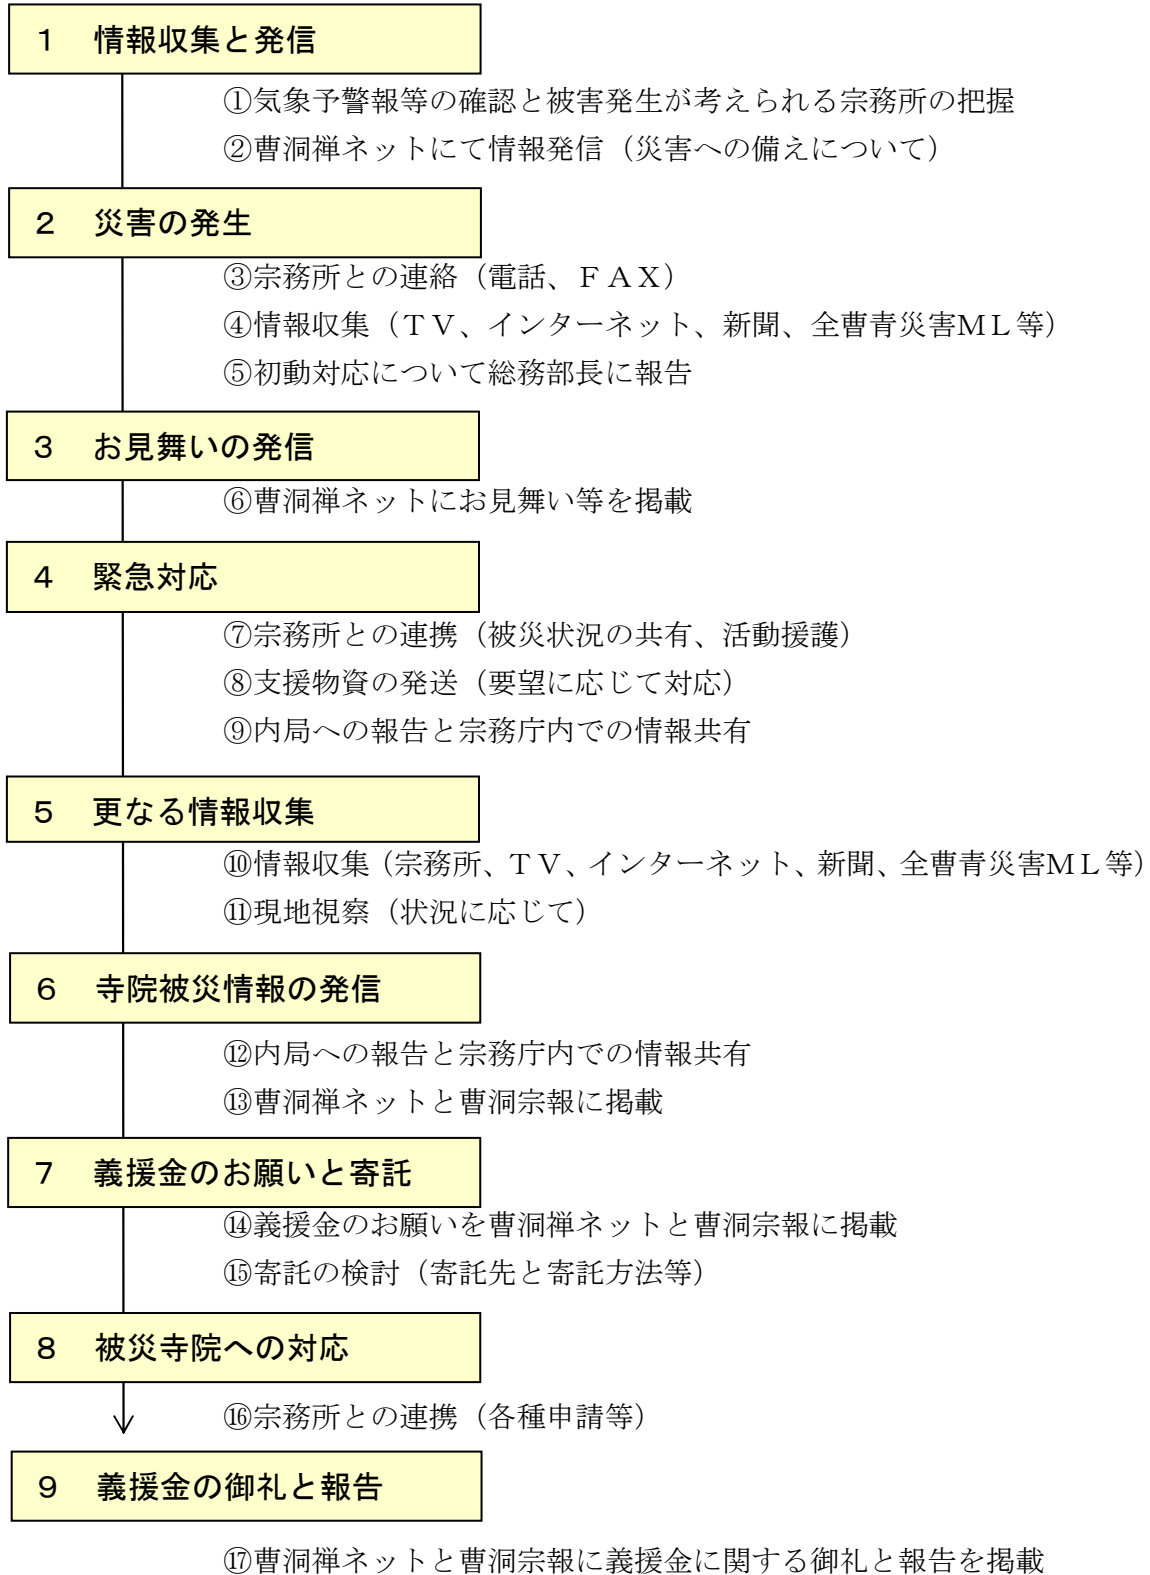 １　情報収集と発信
①気象予警報等の確認と被害発生が考えられる宗務所の把握
②曹洞禅ネットにて情報発信（災害への備えについて）
２　災害の発生
③宗務所との連絡（電話、ＦＡＸ）
④情報収集（ＴＶ、インターネット、新聞、全曹青災害ＭＬ等）
⑤初動対応について総務部長に報告
３　お見舞いの発信
⑥曹洞禅ネットにお見舞い等を掲載
４　緊急対応
⑦宗務所との連携（被災状況の共有、活動援護）
⑧支援物資の発送（要望に応じて対応）
⑨内局への報告と宗務庁内での情報共有
５　更なる情報収集
⑩情報収集（宗務所、ＴＶ、インターネット、新聞、全曹青災害ＭＬ等）
⑪現地視察（状況に応じて）
６　寺院被災情報の発信
⑫内局への報告と宗務庁内での情報共有
⑬曹洞禅ネットと曹洞宗報に掲載
７　義援金のお願いと寄託
⑭義援金のお願いを曹洞禅ネットと曹洞宗報に掲載
⑮寄託の検討（寄託先と寄託方法等）
８　被災寺院への対応
⑯宗務所との連携（各種申請等）
９　義援金の御礼と報告
⑰曹洞禅ネットと曹洞宗報に義援金に関する御礼と報告を掲載